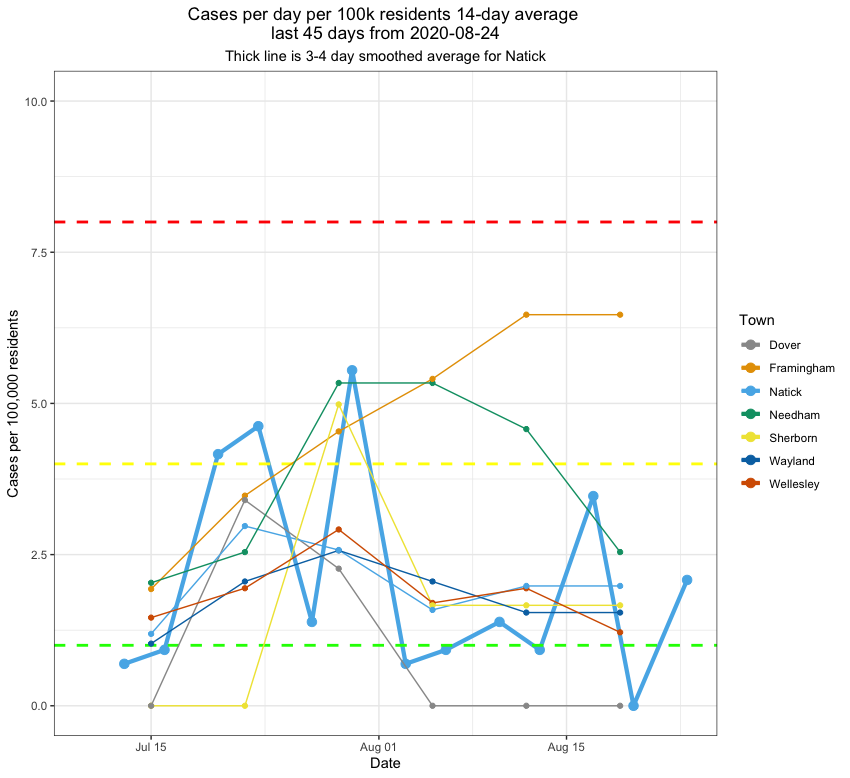 Cases per day per 100k residents 14-day average
last 45 days from 2020-08-24
Thick line is 3-4 day smoothed average for Natick
Cases per 100,000 residents
10.0
7.5
5.0
2.5
0.0
Jul 15
Aug 01
Aug 15
Date
Town
Dover
Framingham
Natick
Needham
Sherborn
Wayland
Wellesley